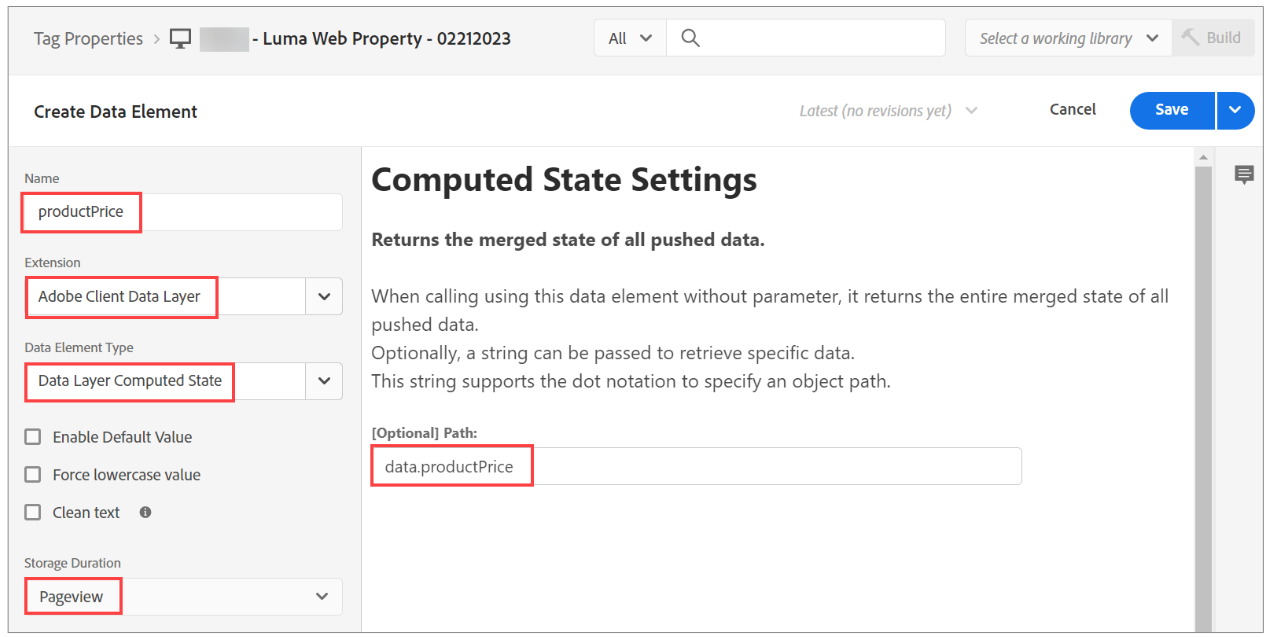 Tag Properties > - Luma Web Property - 02212023 All Select a working library Build
Create Data Element Latest (no revisions yet) Cancel Save
Name
productPrice
Extension
Adobe Client Data Layer
Data Element Type
Data Layer Computed State
Enable Default Value
Force lowercase value
Clean text
Storage Duration
Pageview
Computed State Settings
Returns the merged state of all pushed data.
When calling using this data element without parameter, it returns the entire merged state of all
pushed data.
Optionally, a string can be passed to retrieve specific data.
This string supports the dot notation to specify an object path.
[Optional] Path:
data.productPrice